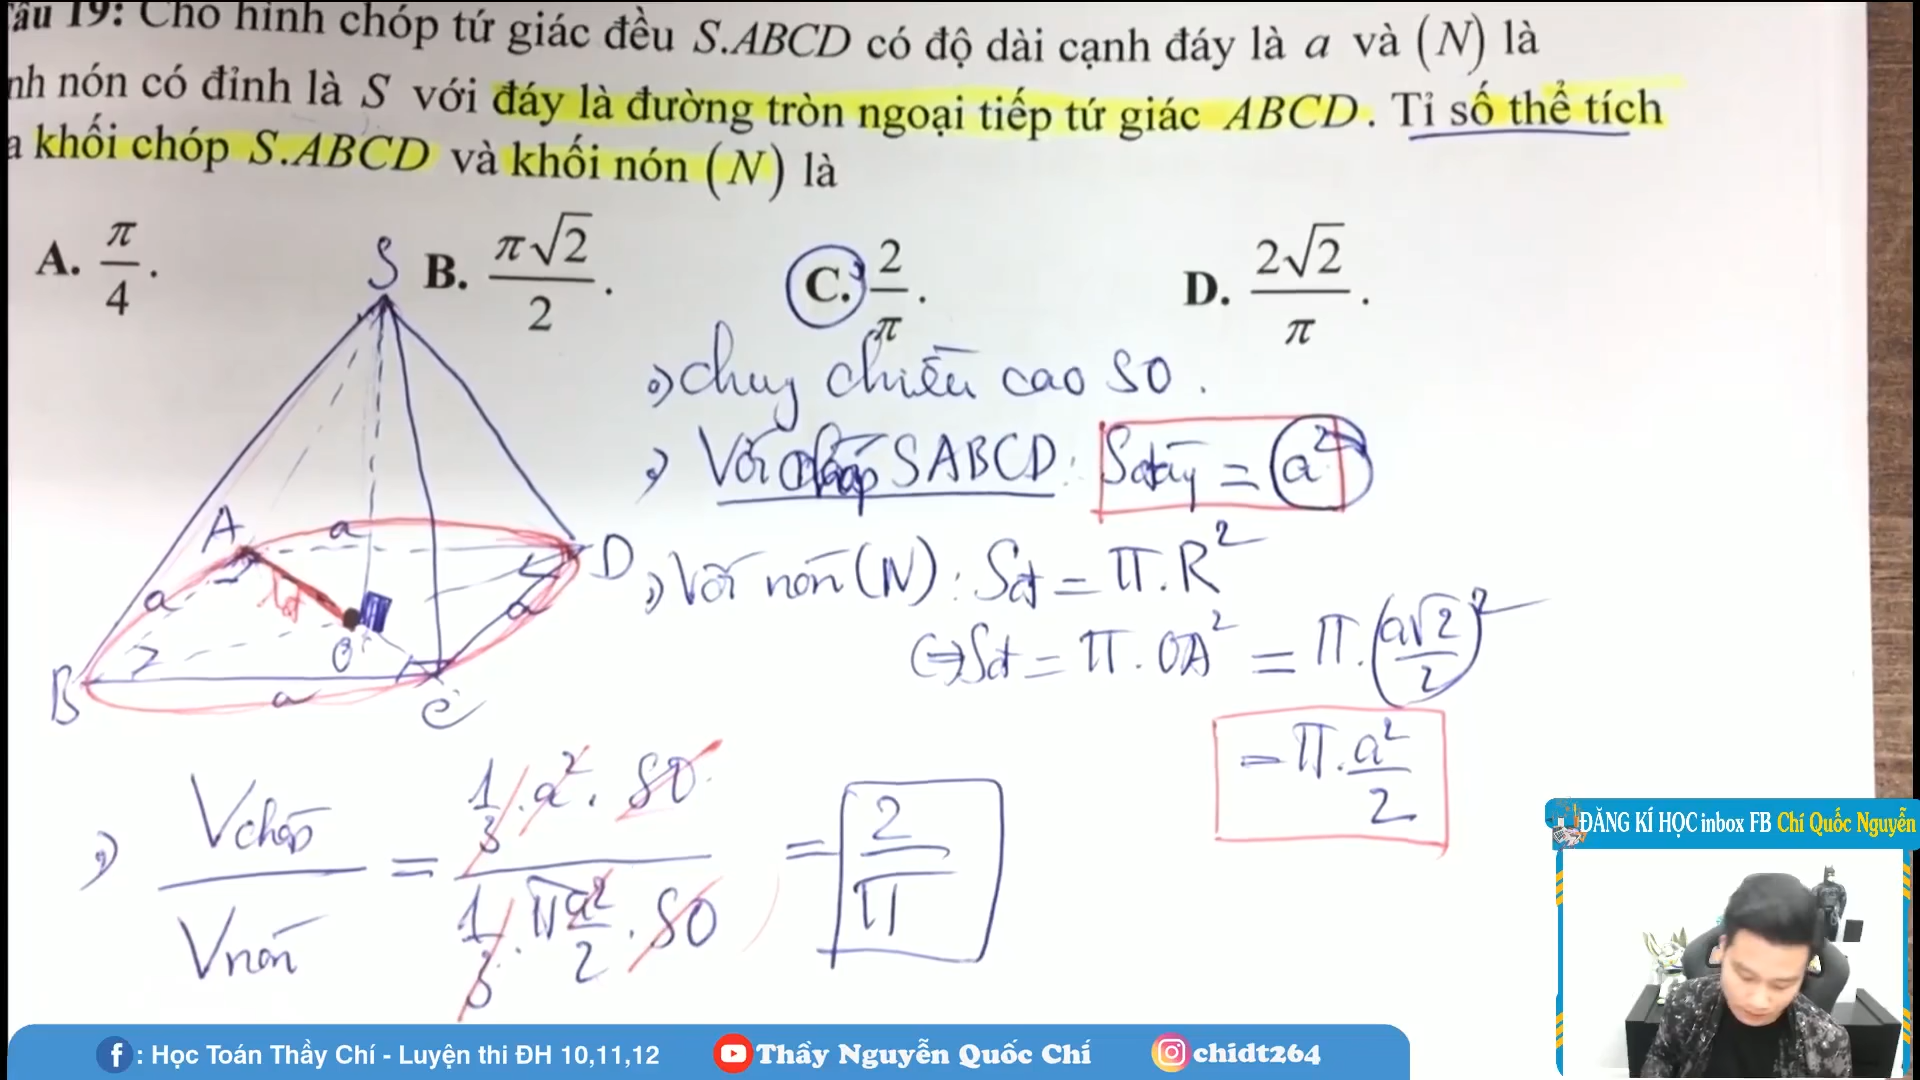 âu 19: Cho hình chóp tứ giác đều S.ABCD có độ dài cạnh đáy là a và (N) là
nh nón có đỉnh là S với đáy là đường tròn ngoại tiếp tứ giác ABCD. Tỉ số thể tích
a khối chóp S.ABCD và khối nón (N) là
A. π/4. B. π√2/2. C. 2/π. D. 2√2/π.
S
A a D
a a
B O C
a
chung chiều cao SO.
Với chóp SABCD: Sđáy = a²
Với nón (N): Sđ = π.R²
⇔ Sđ = π.OA² = π.(a√2/2)²
= π.a²/2
Vchóp/Vnón = (1/3.a².SO)/(1/3.πa²/2.SO) = 2/π
ĐĂNG KÍ HỌC inbox FB Chí Quốc Nguyễn
f : Học Toán Thầy Chí - Luyện thi ĐH 10,11,12 Thầy Nguyễn Quốc Chí chidt264